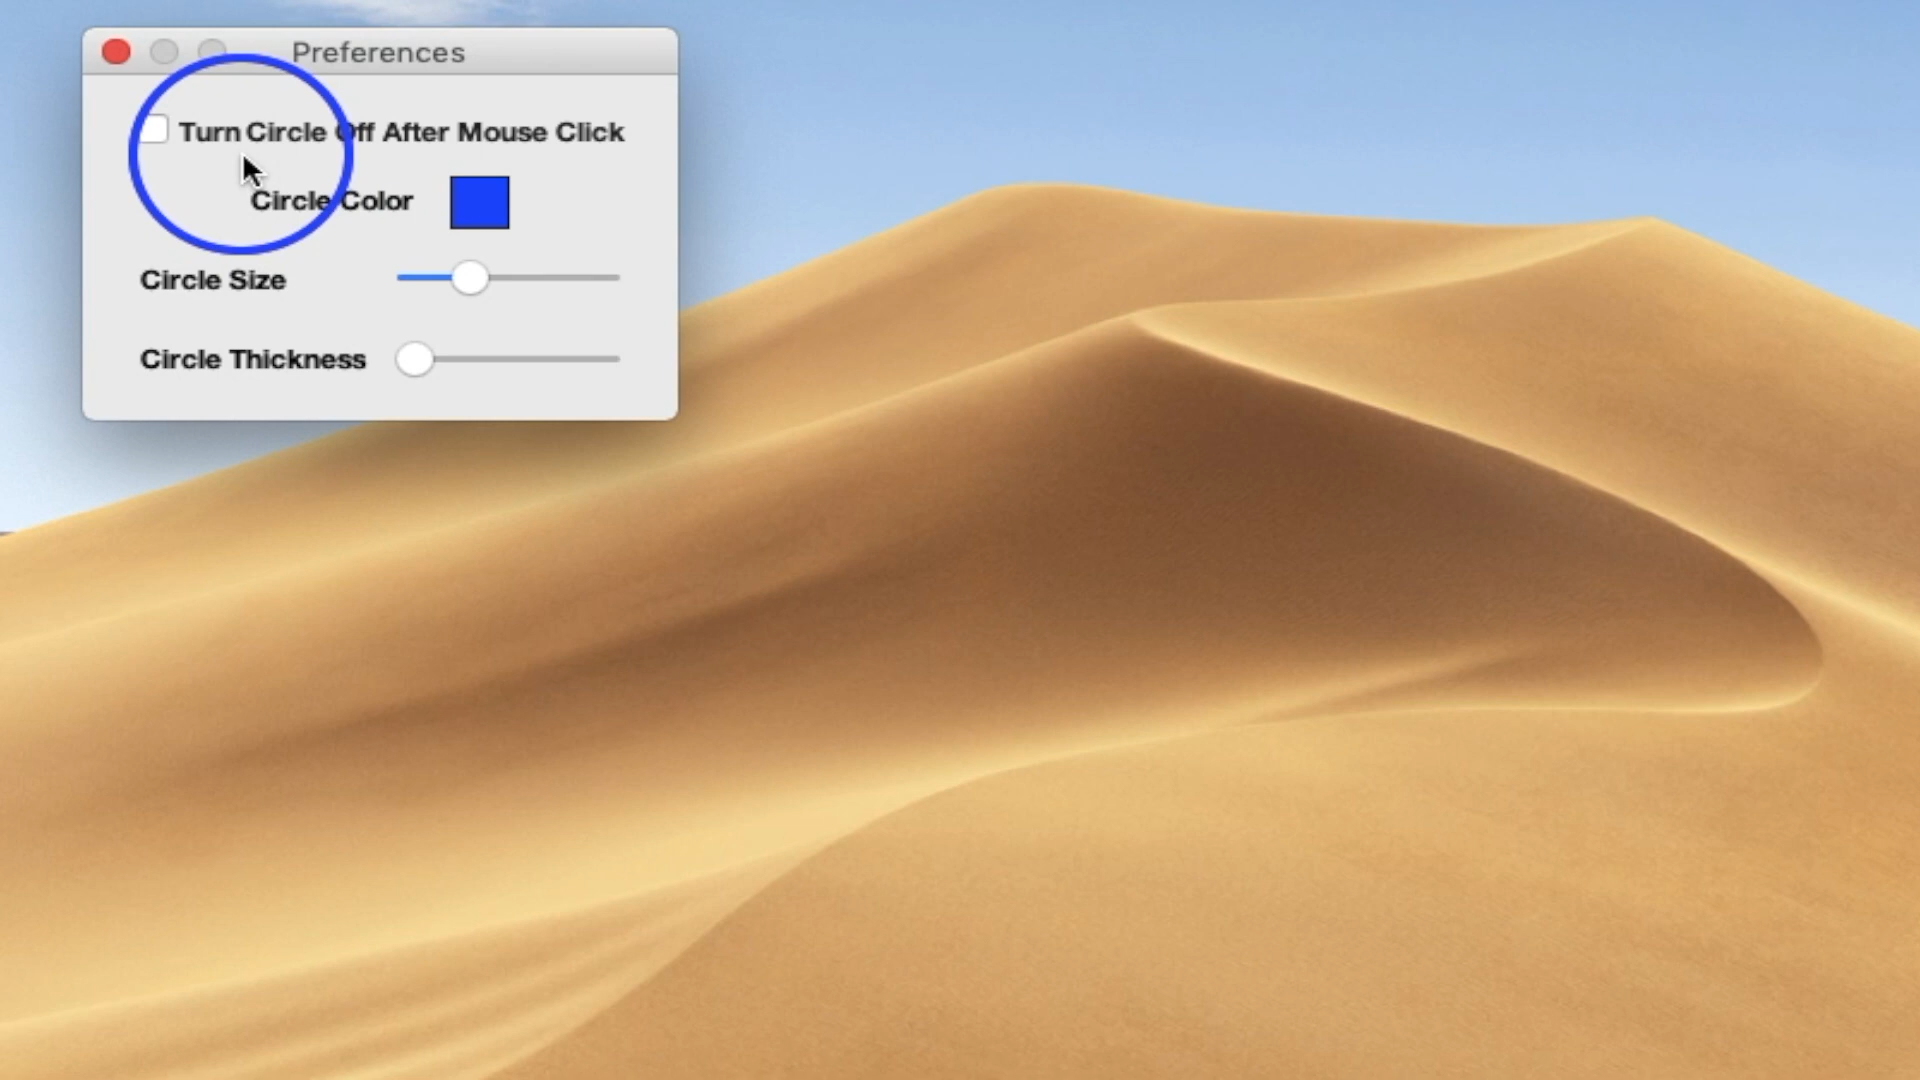 Preferences
Turn Circle Off After Mouse Click
Circle Color
Circle Size
Circle Thickness